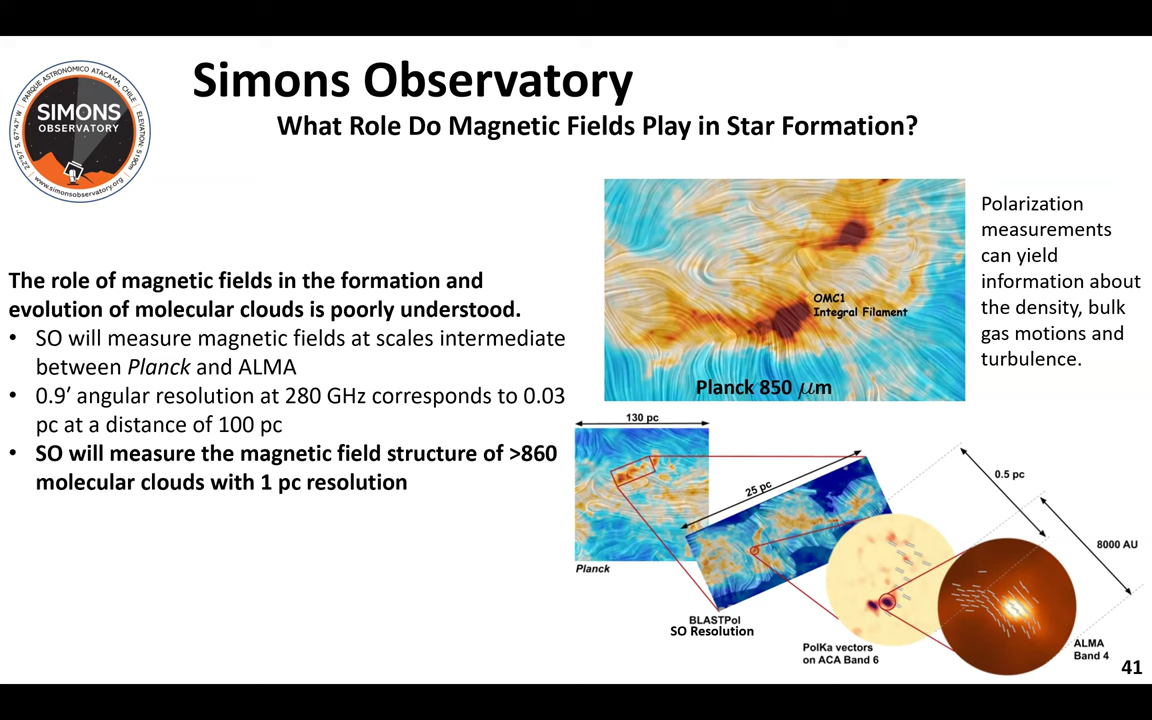 PARQUE ASTRONÓMICO ATACAMA, CHILE
ELEVATION: 5190m
22°57' S, 67°47' W
SIMONS
OBSERVATORY
www.simonsobservatory.org
Simons Observatory
What Role Do Magnetic Fields Play in Star Formation?
The role of magnetic fields in the formation and
evolution of molecular clouds is poorly understood.
• SO will measure magnetic fields at scales intermediate
between Planck and ALMA
• 0.9′ angular resolution at 280 GHz corresponds to 0.03
pc at a distance of 100 pc
• SO will measure the magnetic field structure of >860
molecular clouds with 1 pc resolution
OMC1
Integral Filament
Planck 850 μm
Polarization
measurements
can yield
information about
the density, bulk
gas motions and
turbulence.
130 pc
Planck
25 pc
BLASTPol
SO Resolution
PolKa vectors
on ACA Band 6
0.5 pc
8000 AU
ALMA
Band 4
41